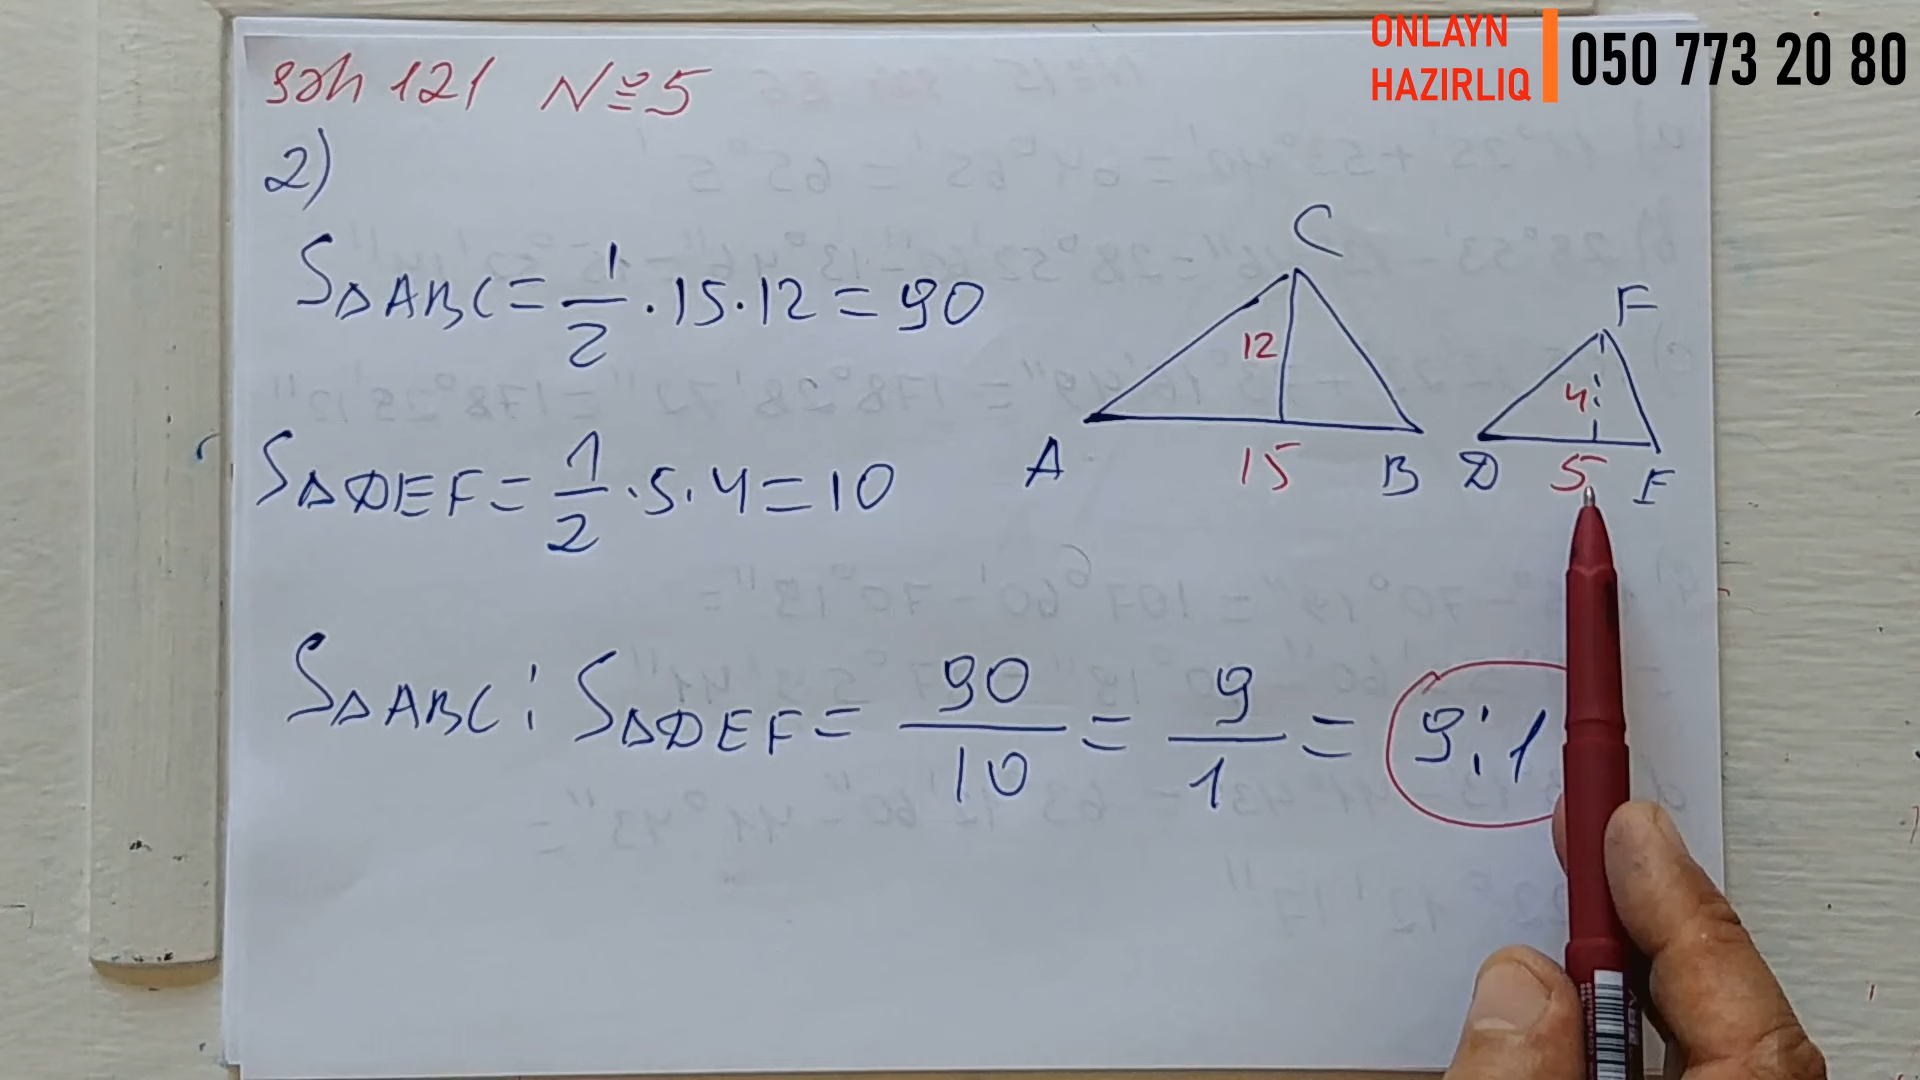 ONLAYN
HAZIRLIQ
050 773 20 80
səh 121 №5
2)
S△ABC = 1/2 · 15 · 12 = 90
S△DEF = 1/2 · 5 · 4 = 10
C
12
A
15
B
F
4
D
5
E
S△ABC : S△DEF = 90/10 = 9/1 = 9:1